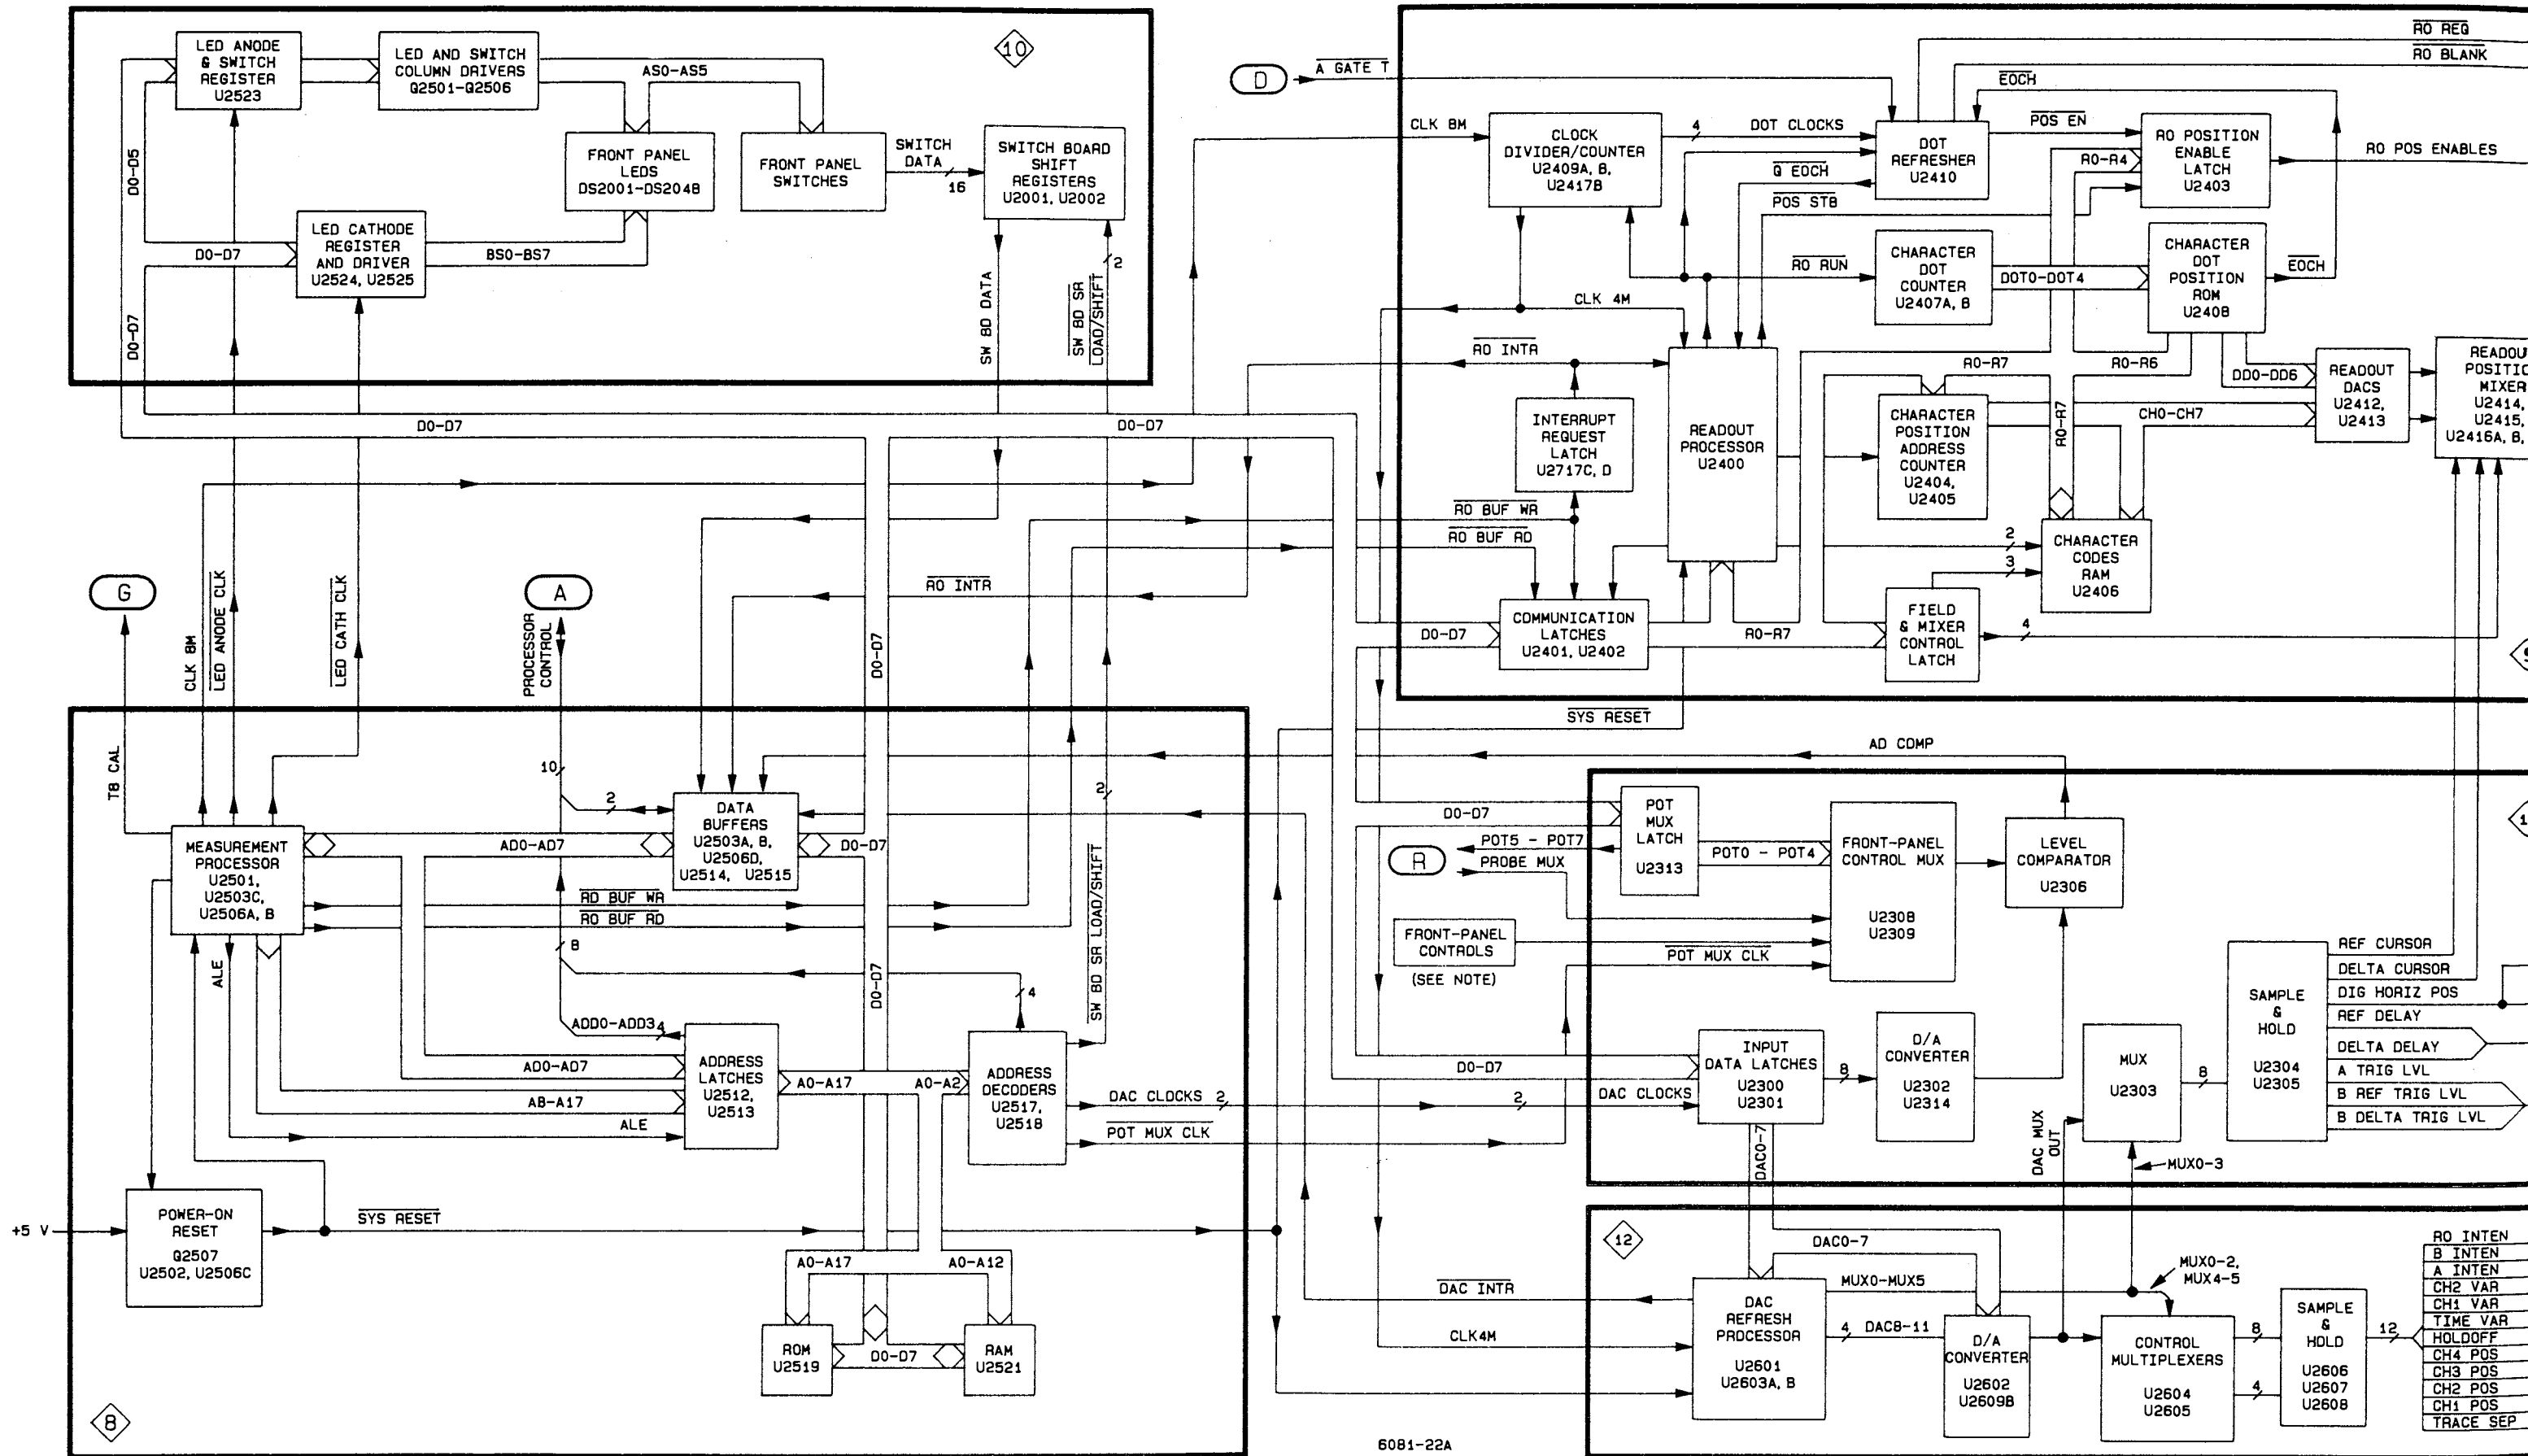 LED ANODE
& SWITCH
REGISTER
U2523
LED AND SWITCH
COLUMN DRIVERS
Q2501-Q2506
AS0-AS5
10
D0-D5
FRONT PANEL
LEDS
DS2001-DS2048
FRONT PANEL
SWITCHES
SWITCH
DATA
16
SWITCH BOARD
SHIFT
REGISTERS
U2001, U2002
LED CATHODE
REGISTER
AND DRIVER
U2524, U2525
D0-D7
BS0-BS7
D0-D7
SW BD DATA
SW BD SR
LOAD/SHIFT
2
D0-D7
D0-D7
D
A GATE T
RO REG
RO BLANK
EOCH
CLK 8M
CLOCK
DIVIDER/COUNTER
U2409A, B,
U2417B
4
DOT CLOCKS
DOT
REFRESHER
U2410
POS EN
R0-R4
RO POSITION
ENABLE
LATCH
U2403
RO POS ENABLES
Q EOCH
POS STB
RO RUN
CHARACTER
DOT
COUNTER
U2407A, B
DOT0-DOT4
CHARACTER
DOT
POSITION
ROM
U2408
EOCH
CLK 4M
RO INTR
INTERRUPT
REQUEST
LATCH
U2717C, D
READOUT
PROCESSOR
U2400
R0-R7
R0-R6
DD0-DD6
READOUT
DACS
U2412,
U2413
READOU
POSITIO
MIXER
U2414,
U2415,
U2416A, B,
CHARACTER
POSITION
ADDRESS
COUNTER
U2404,
U2405
R0-R7
CH0-CH7
RO BUF WR
RO BUF RD
2
3
CHARACTER
CODES
RAM
U2406
D0-D7
COMMUNICATION
LATCHES
U2401, U2402
R0-R7
FIELD
& MIXER
CONTROL
LATCH
4
9
G
A
PROCESSOR
CONTROL
CLK 8M
LED ANODE CLK
LED CATH CLK
RO INTR
D0-D7
SYS RESET
TB CAL
10
2
DATA
BUFFERS
U2503A, B,
U2506D,
U2514, U2515
2
MEASUREMENT
PROCESSOR
U2501,
U2503C,
U2506A, B
AD0-AD7
D0-D7
RD BUF WR
RO BUF RD
8
ALE
D0-D7
4
SW BD SR LOAD/SHIFT
ADD0-ADD3
4
AD0-AD7
A8-A17
ALE
ADDRESS
LATCHES
U2512,
U2513
A0-A17
A0-A2
ADDRESS
DECODERS
U2517,
U2518
DAC CLOCKS
2
2
DAC CLOCKS
POT MUX CLK
+5 V
POWER-ON
RESET
Q2507
U2502, U2506C
SYS RESET
A0-A17
A0-A12
ROM
U2519
D0-D7
RAM
U2521
8
AD COMP
D0-D7
POT
MUX
LATCH
U2313
POT5 - POT7
R
PROBE MUX
POT0 - POT4
FRONT-PANEL
CONTROL MUX
U2308
U2309
LEVEL
COMPARATOR
U2306
1
FRONT-PANEL
CONTROLS
(SEE NOTE)
POT MUX CLK
D0-D7
INPUT
DATA LATCHES
U2300
U2301
8
D/A
CONVERTER
U2302
U2314
DAC MUX
OUT
MUX
U2303
8
SAMPLE
&
HOLD
U2304
U2305
REF CURSOR
DELTA CURSOR
DIG HORIZ POS
REF DELAY
DELTA DELAY
A TRIG LVL
B REF TRIG LVL
B DELTA TRIG LVL
MUX0-3
DAC0-7
12
DAC0-7
DAC INTR
CLK4M
DAC
REFRESH
PROCESSOR
U2601
U2603A, B
MUX0-MUX5
4
DAC8-11
D/A
CONVERTER
U2602
U2609B
MUX0-2,
MUX4-5
CONTROL
MULTIPLEXERS
U2604
U2605
8
4
SAMPLE
&
HOLD
U2606
U2607
U2608
12
RO INTEN
B INTEN
A INTEN
CH2 VAR
CH1 VAR
TIME VAR
HOLDOFF
CH4 POS
CH3 POS
CH2 POS
CH1 POS
TRACE SEP
6081-22A